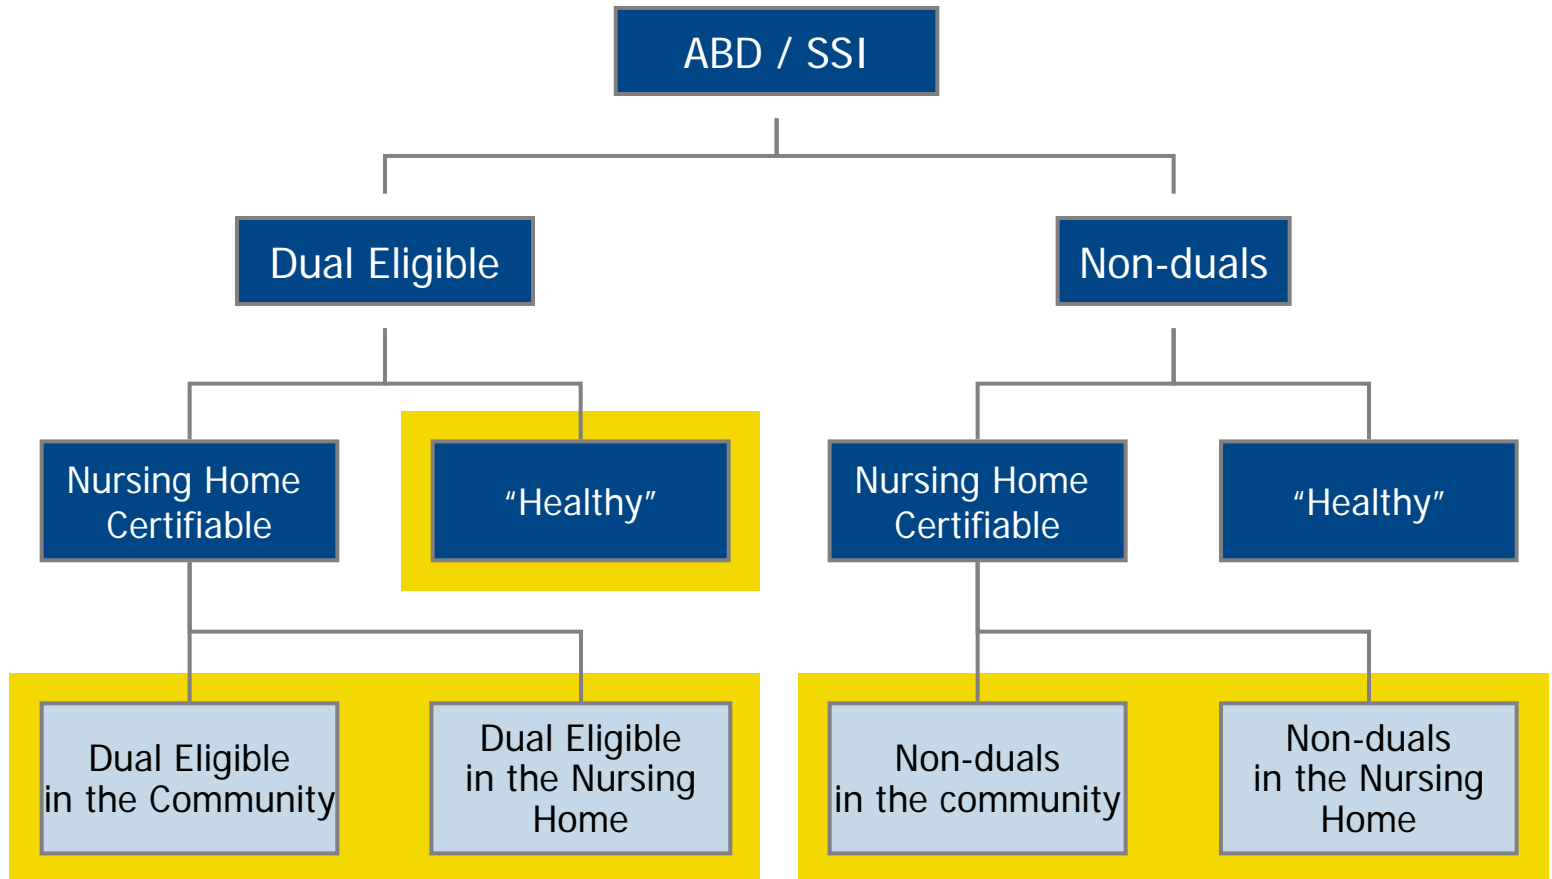 ABD / SSI
Dual Eligible
Non-duals
Nursing Home
Certifiable
“Healthy”
Nursing Home
Certifiable
“Healthy”
Dual Eligible
in the Community
Dual Eligible
in the Nursing
Home
Non-duals
in the community
Non-duals
in the Nursing
Home